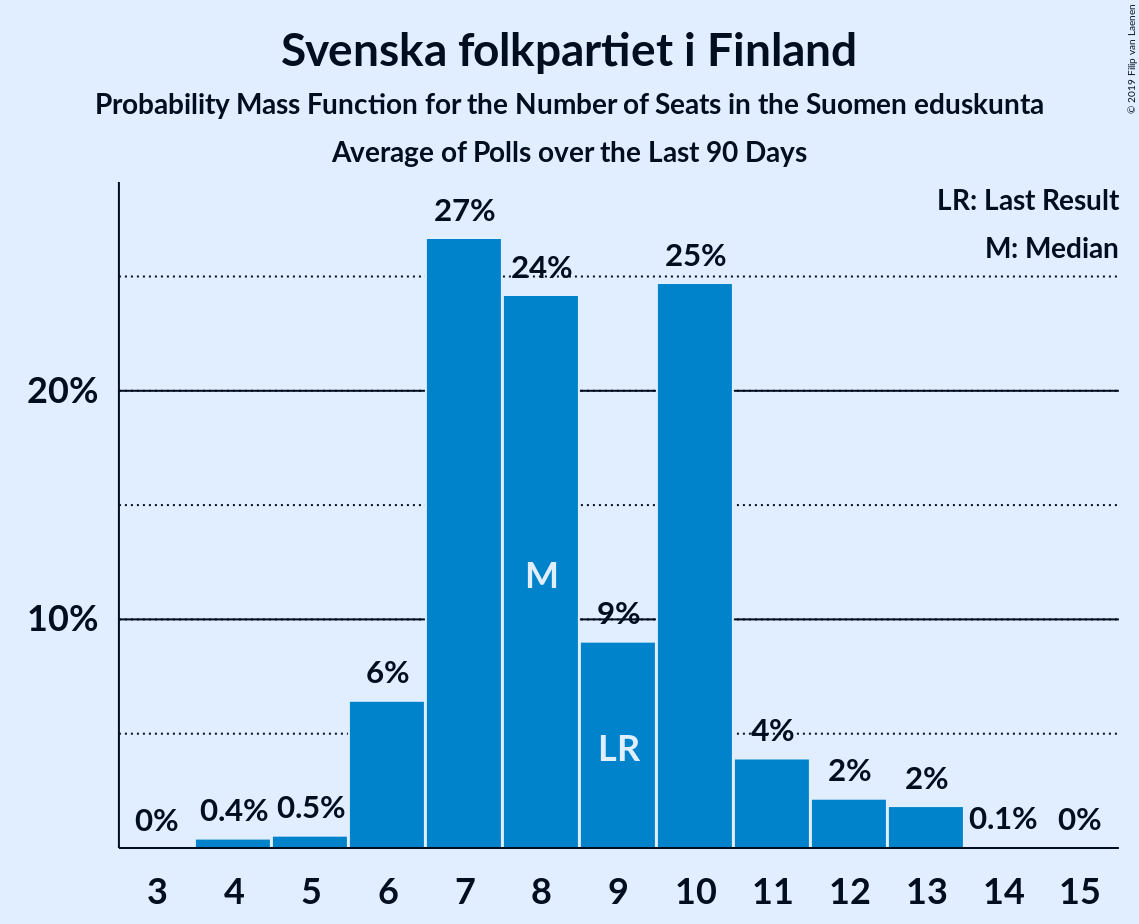 Svenska folkpartiet i Finland
Probability Mass Function for the Number of Seats in the Suomen eduskunta
Average of Polls over the Last 90 Days
© 2019 Filip van Laenen
LR: Last Result
M: Median
27%
24%
25%
20%
M
10%
9%
6%
LR
4%
2%
2%
0%
0.4%
0.5%
0.1%
0%
3 4 5 6 7 8 9 10 11 12 13 14 15